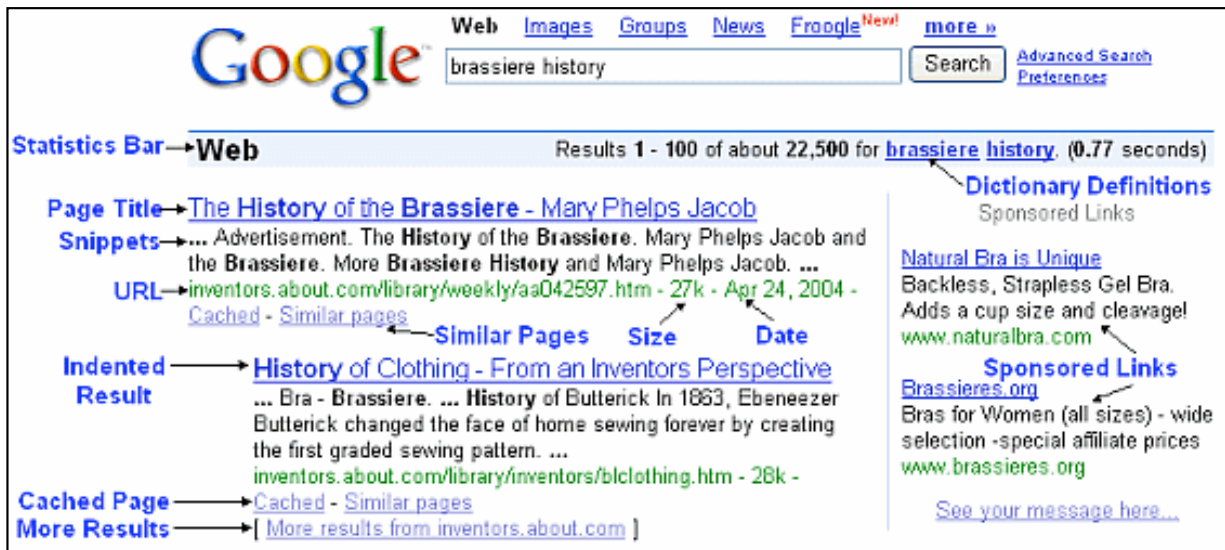 Web Images Groups News Froogle New! more »
Google™
brassiere history Search Advanced Search
Preferences
Statistics Bar Web Results 1 - 100 of about 22,500 for brassiere history. (0.77 seconds)
Dictionary Definitions
Page Title The History of the Brassiere - Mary Phelps Jacob
Snippets ... Advertisement. The History of the Brassiere. Mary Phelps Jacob and
the Brassiere. More Brassiere History and Mary Phelps Jacob. ...
URL inventors.about.com/library/weekly/aa042597.htm - 27k - Apr 24, 2004 -
Cached - Similar pages
Similar Pages Size Date
Indented
Result
History of Clothing - From an Inventors Perspective
... Bra - Brassiere. ... History of Butterick In 1863, Ebeneezer
Butterick changed the face of home sewing forever by creating
the first graded sewing pattern. ...
inventors.about.com/library/inventors/blclothing.htm - 28k -
Cached Page Cached - Similar pages
More Results [ More results from inventors.about.com ]
Sponsored Links
Natural Bra is Unique
Backless, Strapless Gel Bra.
Adds a cup size and cleavage!
www.naturalbra.com
Sponsored Links
Brassieres.org
Bras for Women (all sizes) - wide
selection -special affiliate prices
www.brassieres.org
See your message here...